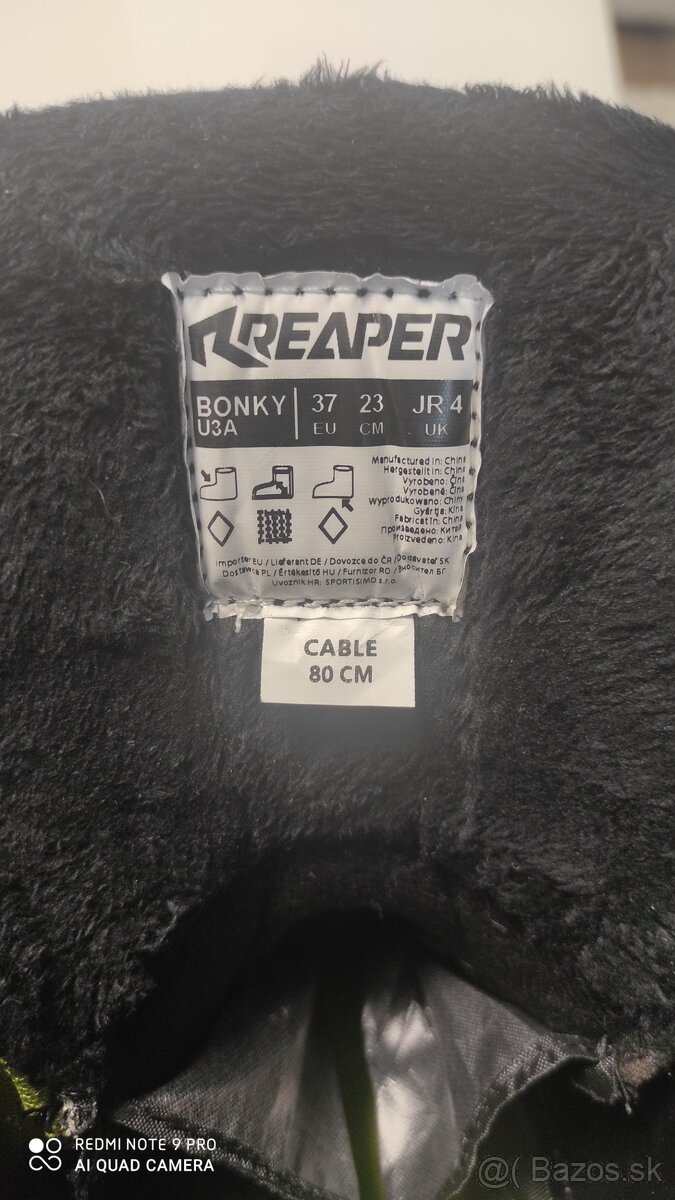 REAPER
BONKY 37 23 JR 4
U3A EU CM UK
Manufactured in: China
Hergestellt in: China
Vyrobeno: Čína
Vyrobené: Čína
Wyprodukowano: Chiny
Gyártja: Kína
Fabricat în: China
Произведено: Китай
Proizvedeno: Kina
Importer EU / Lieferant DE / Dovozce do ČR / Dodávateľ SK
Dostawca PL / Értékesítő HU / Furnizor RO / Вносител БГ
Uvoznik HR: SPORTISIMO s.r.o.
CABLE
80 CM
REDMI NOTE 9 PRO
AI QUAD CAMERA
@( Bazos.sk